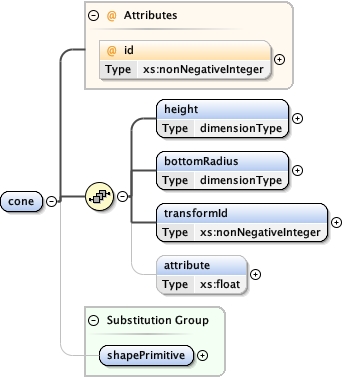 Attributes
@ id
Type xs:nonNegativeInteger
height
Type dimensionType
bottomRadius
Type dimensionType
cone
transformId
Type xs:nonNegativeInteger
attribute
Type xs:float
Substitution Group
shapePrimitive